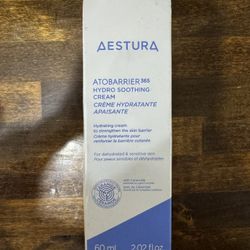 AESTURA
ATOBARRIER365
HYDRO SOOTHING
CREAM
CRÈME HYDRATANTE
APAISANTE
Hydrating cream
to strengthen the skin barrier
Crème hydratante pour
renforcer la barrière cutanée
For dehydrated & sensitive skin
Pour peaux sensibles et déshydratées
60 ml 2.02 fl.oz